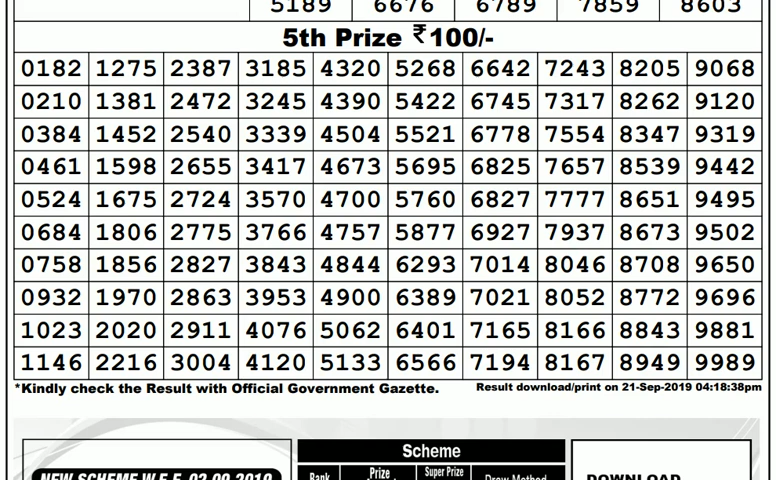 5189 6676 6789 7859 8603
5th Prize ₹100/-
0182 1275 2387 3185 4320 5268 6642 7243 8205 9068
0210 1381 2472 3245 4390 5422 6745 7317 8262 9120
0384 1452 2540 3339 4504 5521 6778 7554 8347 9319
0461 1598 2655 3417 4673 5695 6825 7657 8539 9442
0524 1675 2724 3570 4700 5760 6827 7777 8651 9495
0684 1806 2775 3766 4757 5877 6927 7937 8673 9502
0758 1856 2827 3843 4844 6293 7014 8046 8708 9650
0932 1970 2863 3953 4900 6389 7021 8052 8772 9696
1023 2020 2911 4076 5062 6401 7165 8166 8843 9881
1146 2216 3004 4120 5133 6566 7194 8167 8949 9989
*Kindly check the Result with Official Government Gazette. Result download/print on 21-Sep-2019 04:18:38pm
Scheme
NEW SCHEME W.E.F. 02.09.2019 Rank Prize Super Prize Draw Method DOWNLOAD